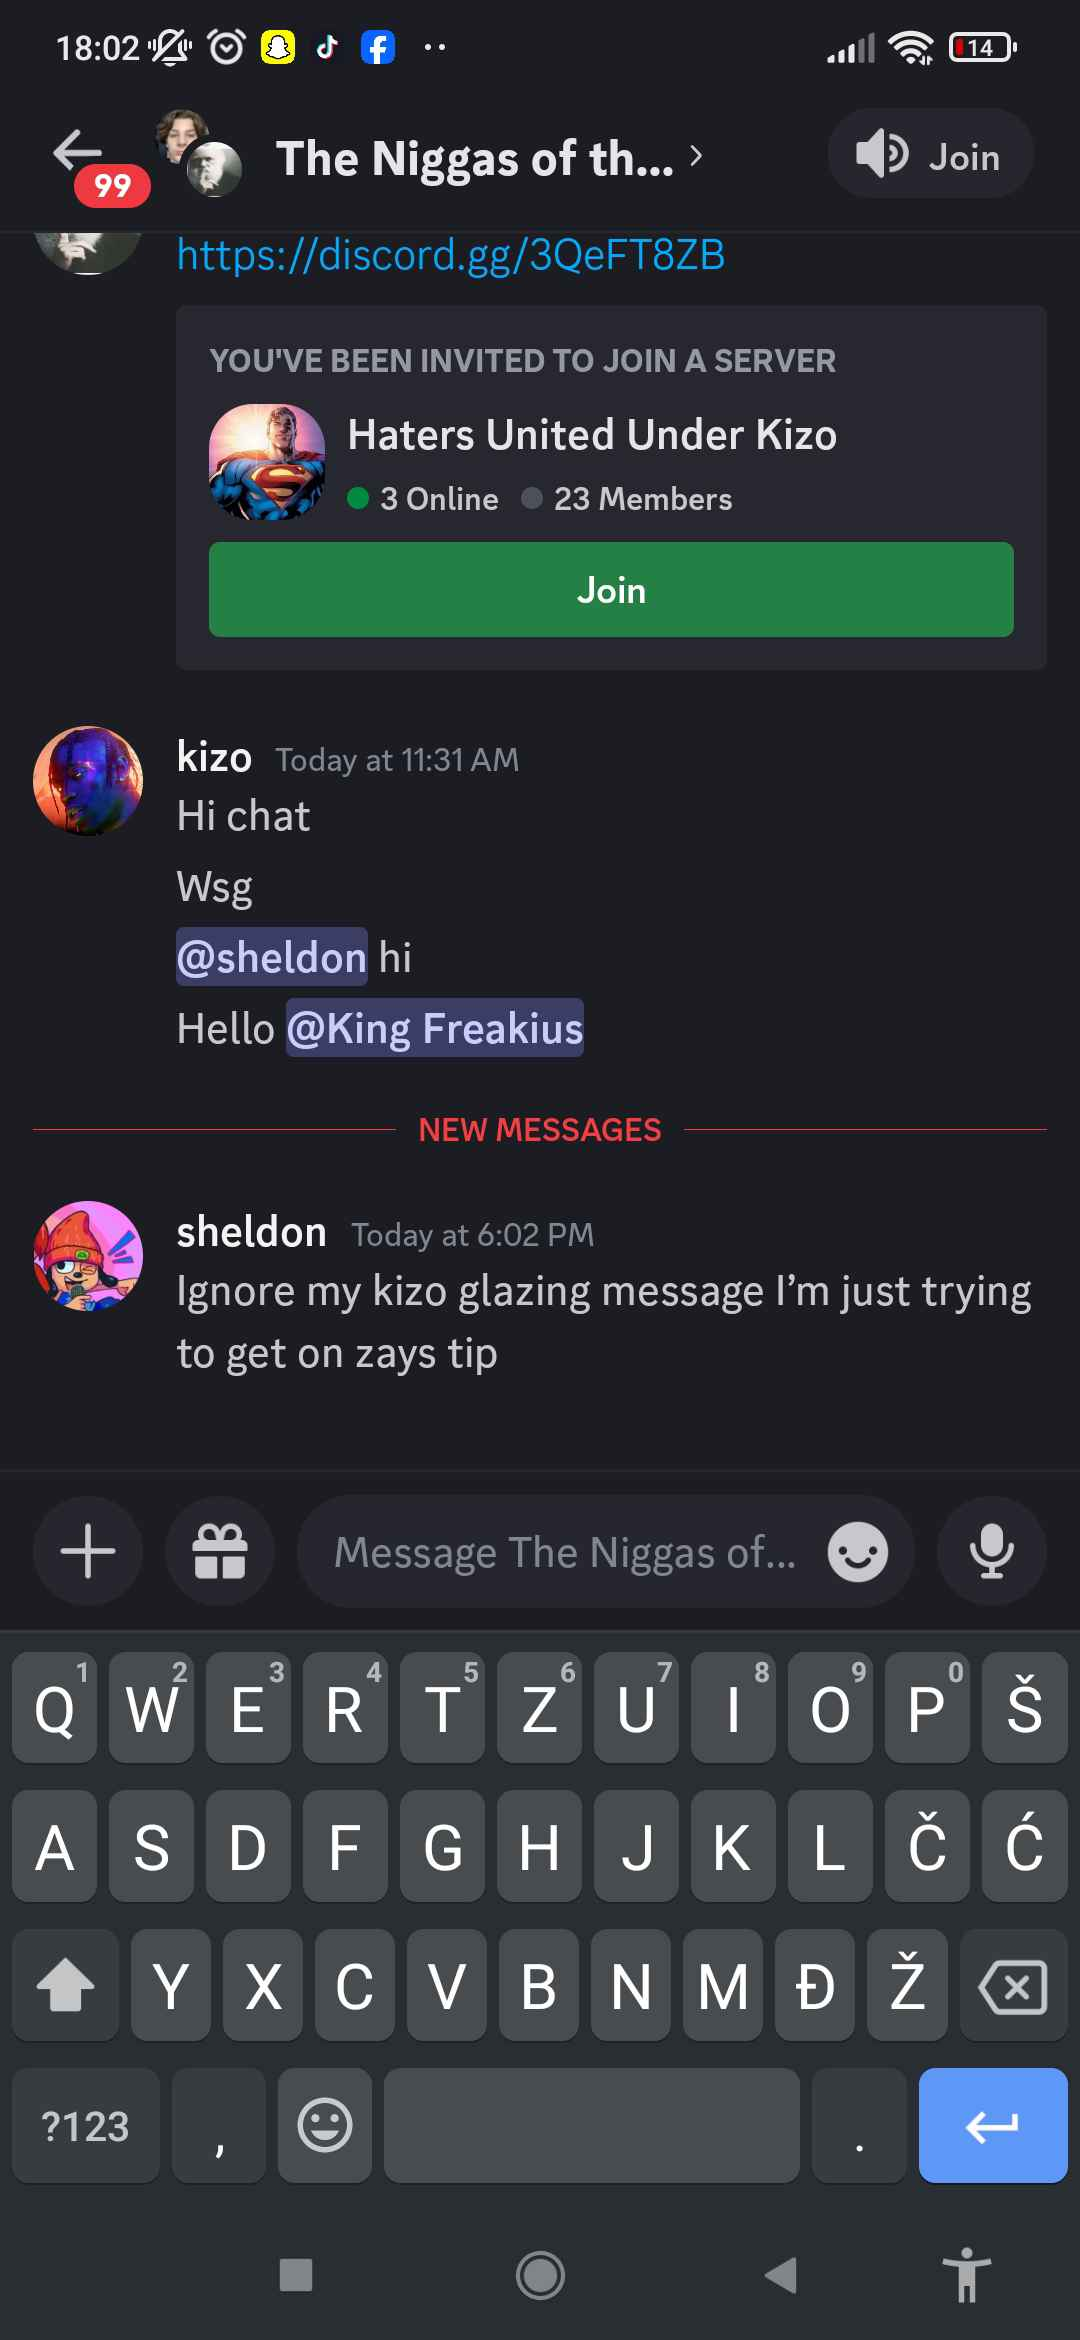 18:02
14
99
The Niggas of th...
Join
https://discord.gg/3QeFT8ZB
YOU'VE BEEN INVITED TO JOIN A SERVER
Haters United Under Kizo
3 Online 23 Members
Join
kizo Today at 11:31 AM
Hi chat
Wsg
@sheldon hi
Hello @King Freakius
NEW MESSAGES
sheldon Today at 6:02 PM
Ignore my kizo glazing message I’m just trying
to get on zays tip
Message The Niggas of...
1 2 3 4 5 6 7 8 9 0
Q W E R T Z U I O P Š
A S D F G H J K L Č Ć
Y X C V B N M Đ Ž
?123 , .